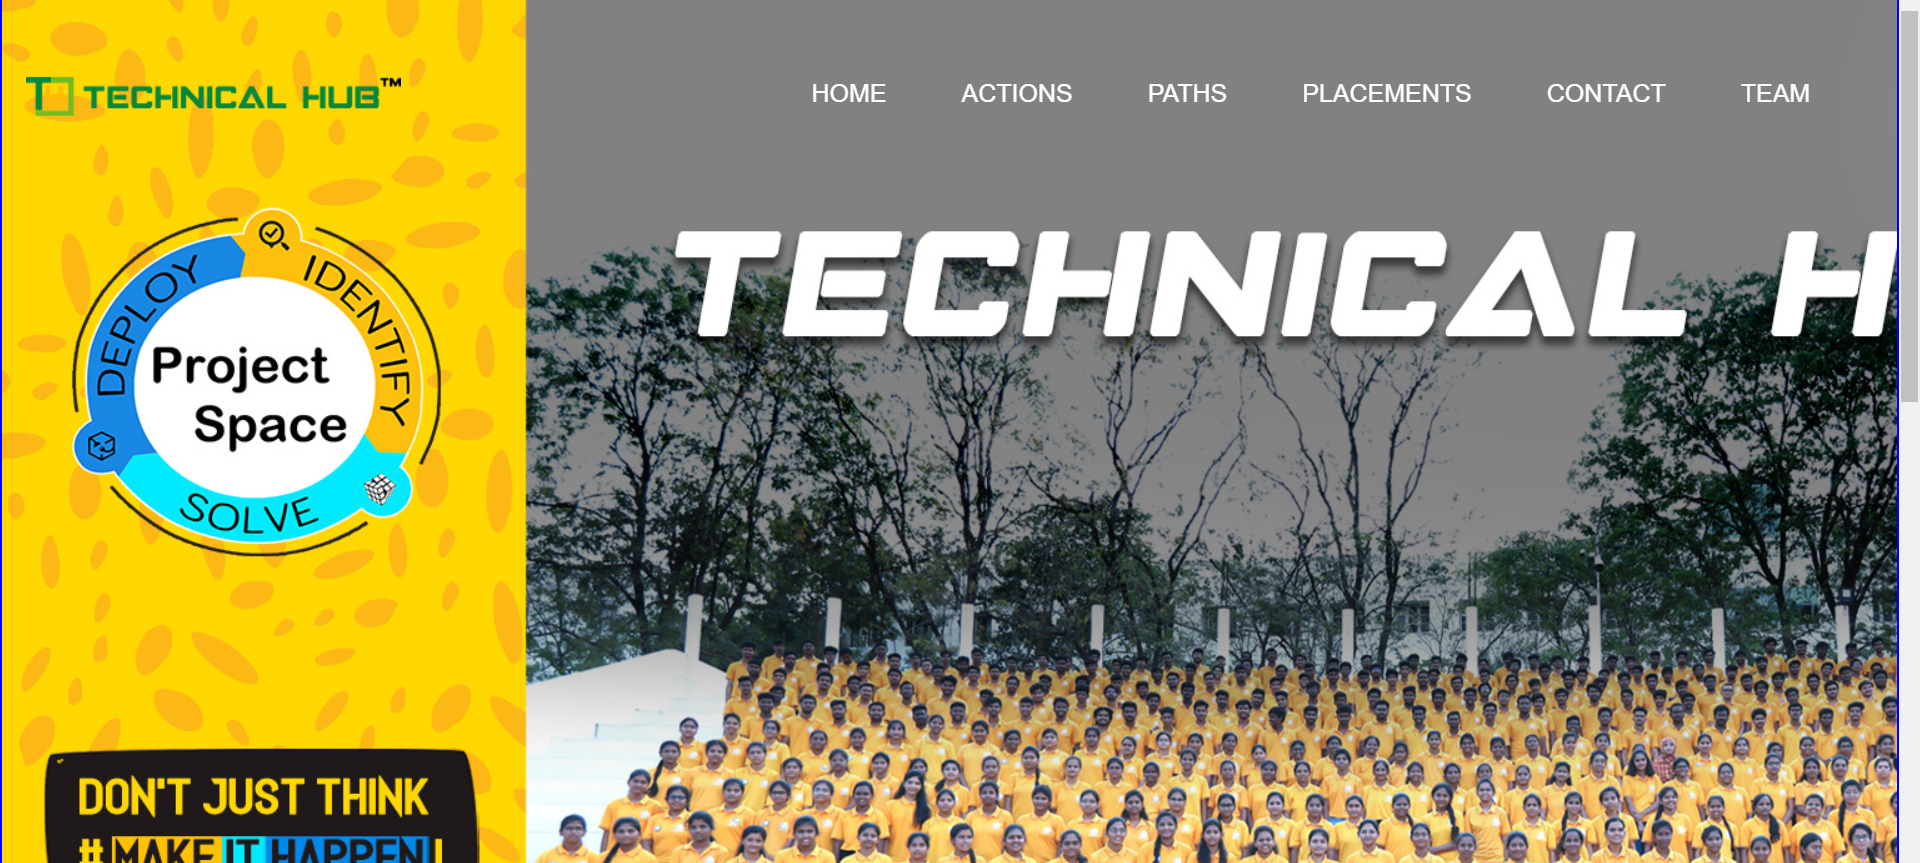 TECHNICAL HUB™
HOME ACTIONS PATHS PLACEMENTS CONTACT TEAM
TECHNICAL H
DEPLOY
IDENTIFY
Project
Space
SOLVE
DON'T JUST THINK
#MAKE IT HAPPEN!